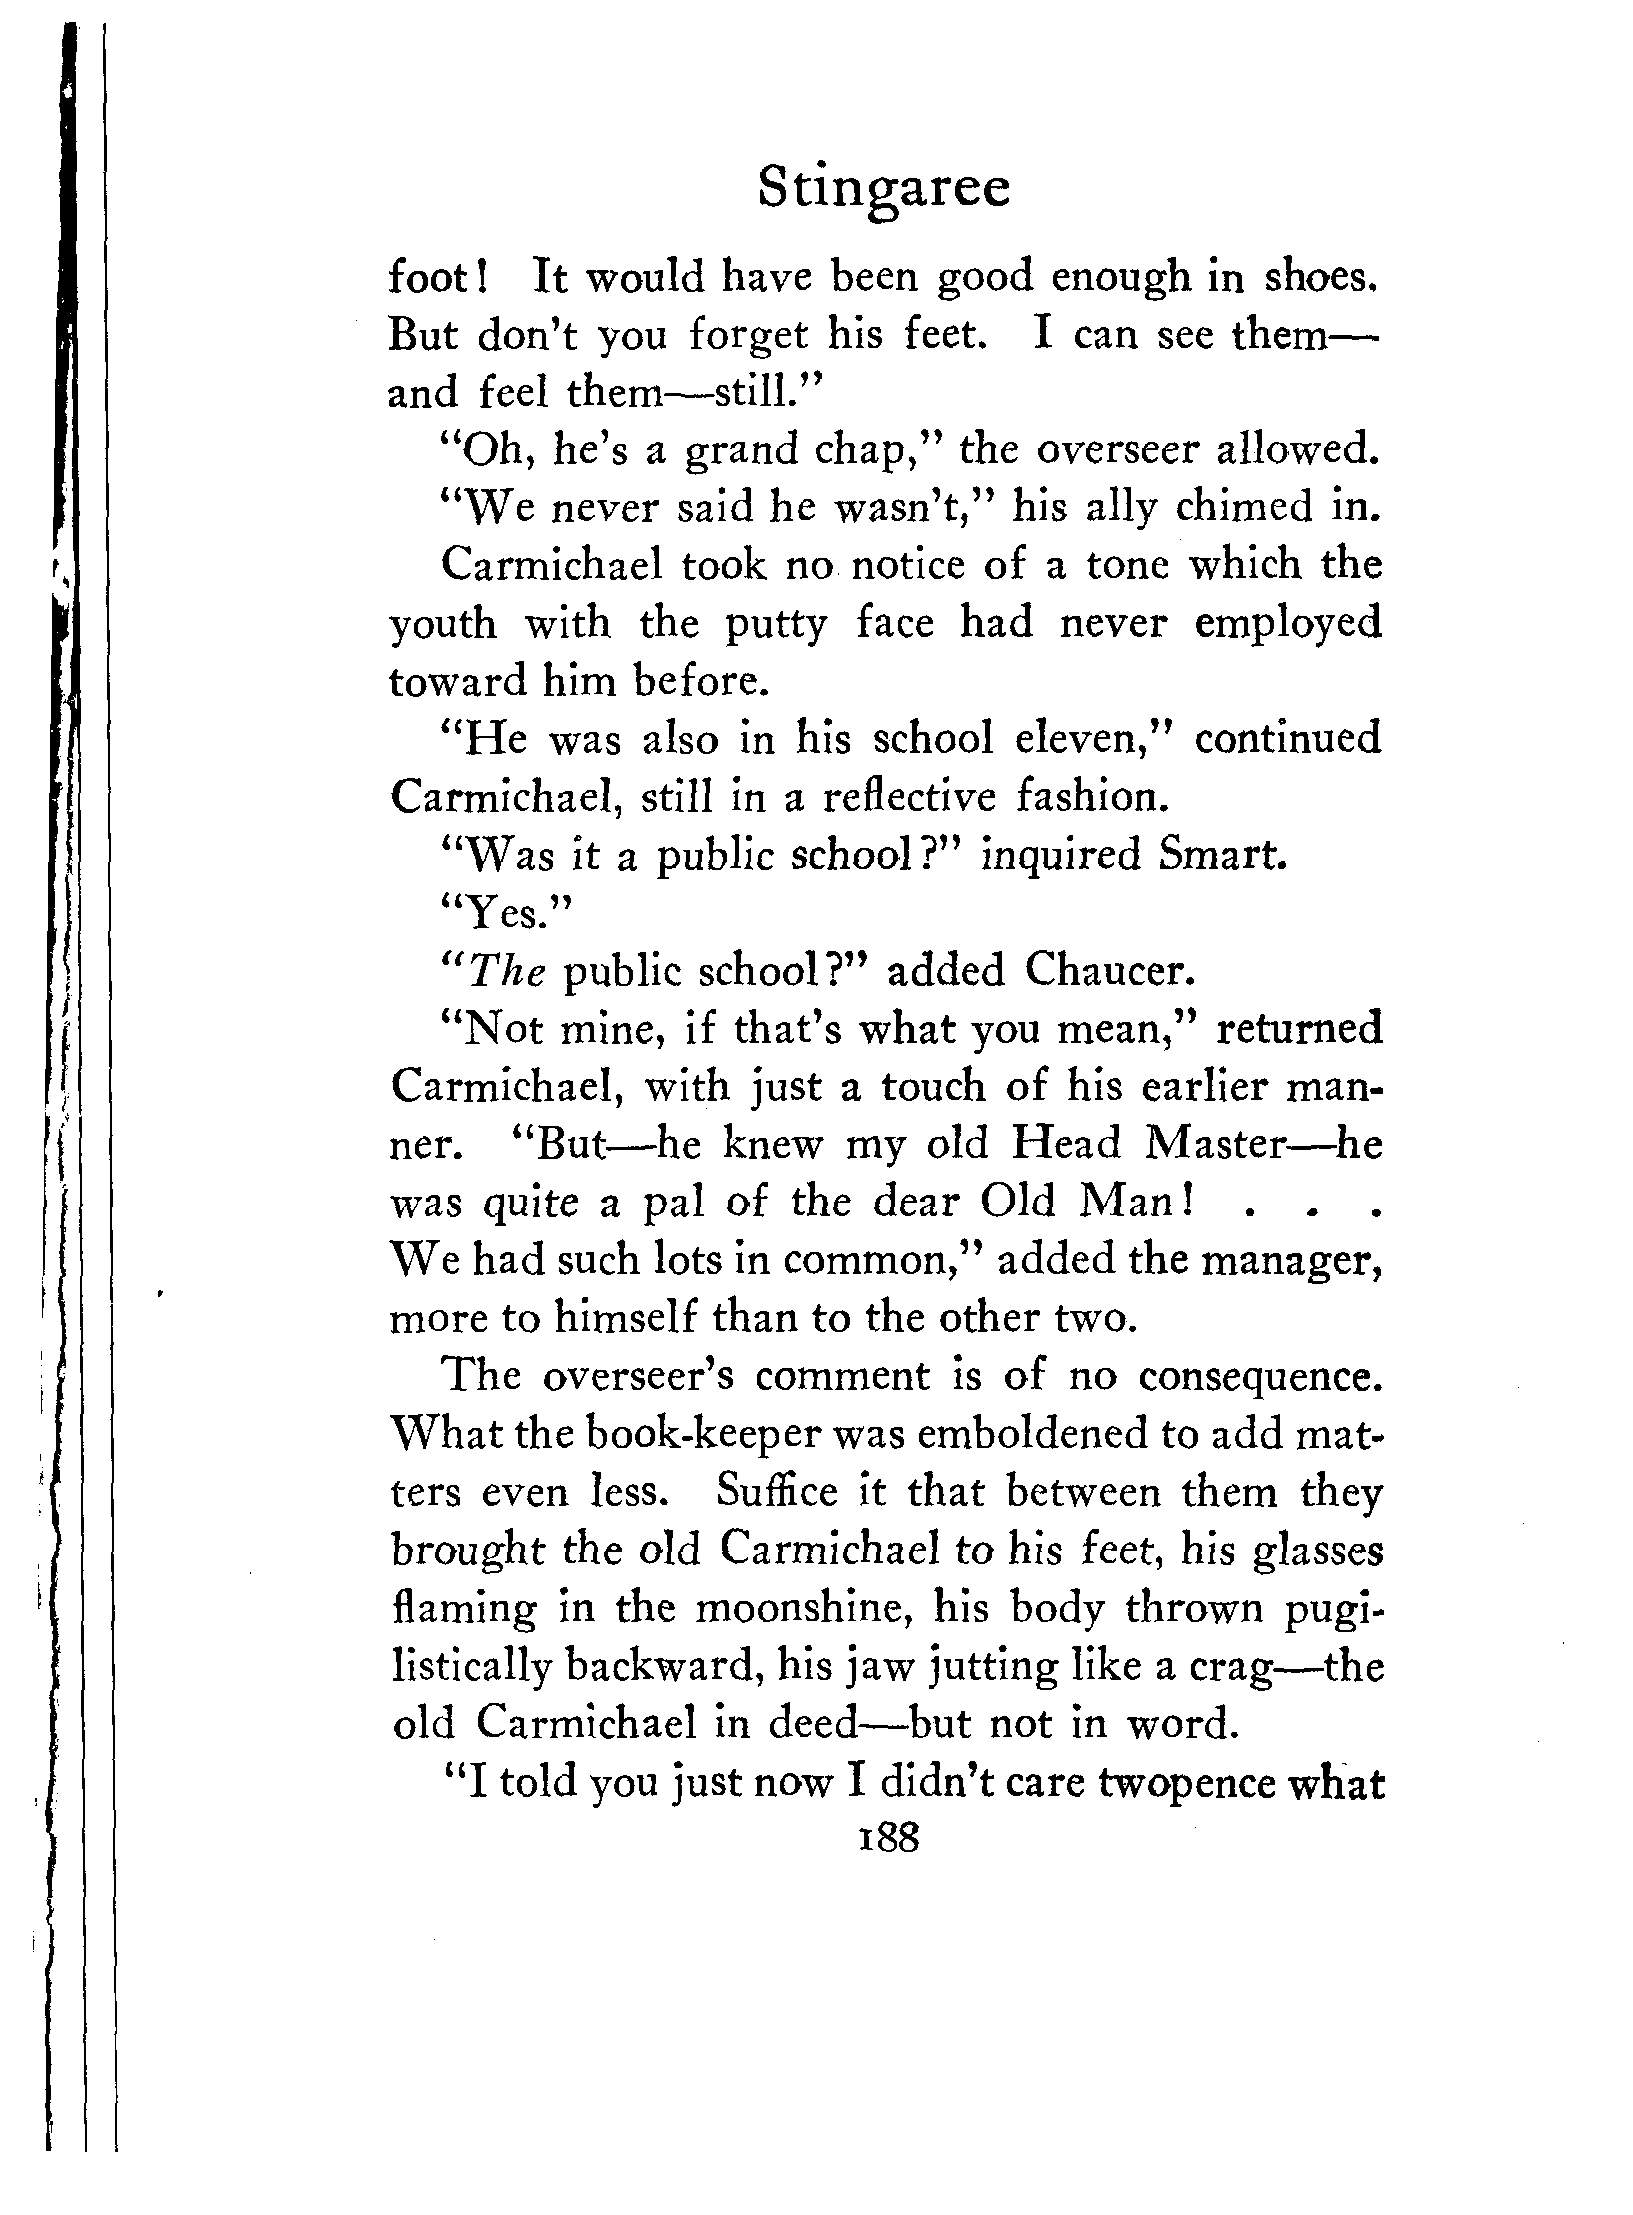 Stingaree
foot! It would have been good enough in shoes.
But don't you forget his feet. I can see them—
and feel them—still."
"Oh, he's a grand chap," the overseer allowed.
"We never said he wasn't," his ally chimed in.
Carmichael took no notice of a tone which the
youth with the putty face had never employed
toward him before.
"He was also in his school eleven," continued
Carmichael, still in a reflective fashion.
"Was it a public school?" inquired Smart.
"Yes."
"The public school?" added Chaucer.
"Not mine, if that's what you mean," returned
Carmichael, with just a touch of his earlier man-
ner. "But—he knew my old Head Master—he
was quite a pal of the dear Old Man! . . .
We had such lots in common," added the manager,
more to himself than to the other two.
The overseer's comment is of no consequence.
What the book-keeper was emboldened to add mat-
ters even less. Suffice it that between them they
brought the old Carmichael to his feet, his glasses
flaming in the moonshine, his body thrown pugi-
listically backward, his jaw jutting like a crag—the
old Carmichael in deed—but not in word.
"I told you just now I didn't care twopence what
188